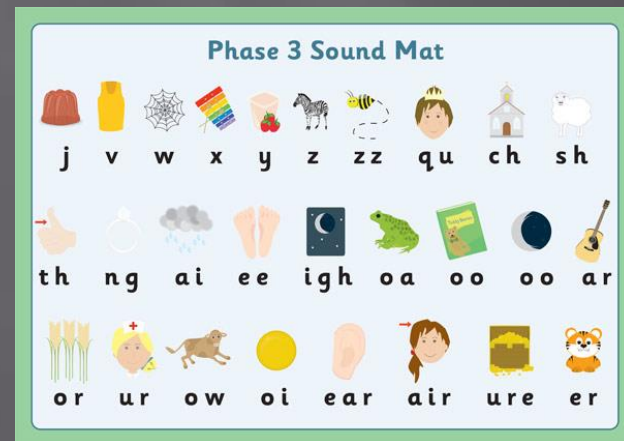 Phase 3 Sound Mat
j v w x y z zz qu ch sh
th ng ai ee igh oa oo oo ar
or ur ow oi ear air ure er